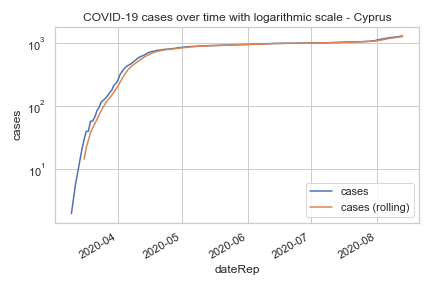 COVID-19 cases over time with logarithmic scale - Cyprus
10³
10²
10¹
cases
cases
cases (rolling)
2020-04
2020-05
2020-06
2020-07
2020-08
dateRep